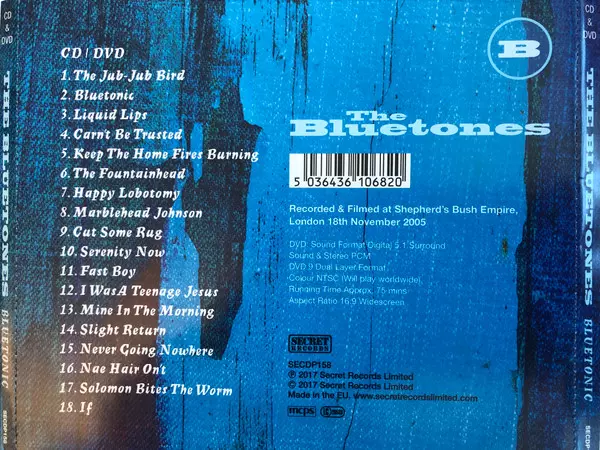 CD & DVD
THE BLUETONES
BLUETONIC
SECDP158
CD | DVD
1. The Jub-Jub Bird
2. Bluetonic
3. Liquid Lips
4. Carn't Be Trusted
5. Keep The Home Fires Burning
6. The Fountainhead
7. Happy Lobotomy
8. Marblehead Johnson
9. Cut Some Rug
10. Serenity Now
11. Fast Boy
12. I Was A Teenage Jesus
13. Mine In The Morning
14. Slight Return
15. Never Going Nowhere
16. Nae Hair On't
17. Solomon Bites The Worm
18. If
B
The
Bluetones
5 036436 106820
Recorded & Filmed at Shepherd's Bush Empire,
London 18th November 2005
DVD: Sound Format Digital 5.1 Surround
Sound & Stereo PCM
DVD 9 Dual Layer Format
Colour NTSC (Will play worldwide)
Running Time Approx. 75 mins
Aspect Ratio 16:9 Widescreen
SECRET
RECORDS
SECDP158
℗ 2017 Secret Records Limited
© 2017 Secret Records Limited
Made in the EU. www.secretrecordslimited.com
mcps
CD & DVD
THE BLUETONES
BLUETONIC
SECDP158